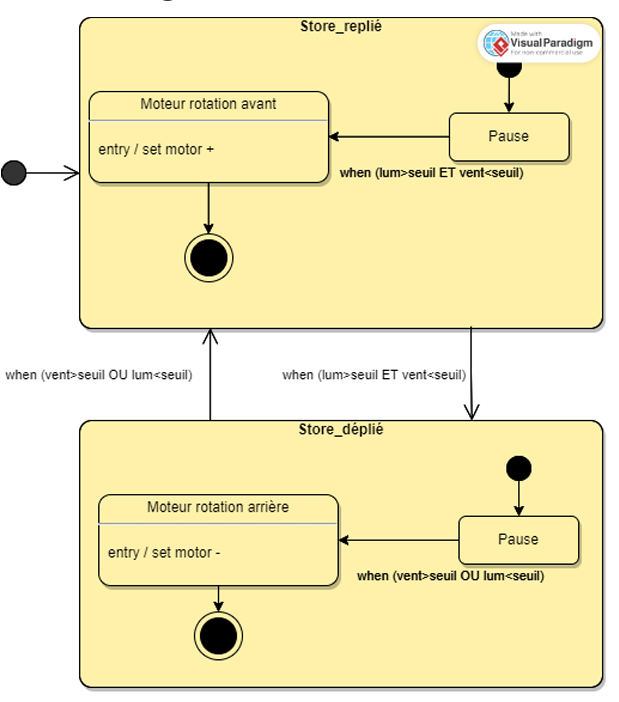 Store_replié
Made with
VisualParadigm
For non-commercial use
Moteur rotation avant
entry / set motor +
Pause
when (lum>seuil ET vent<seuil)
when (vent>seuil OU lum<seuil)
when (lum>seuil ET vent<seuil)
Store_déplié
Moteur rotation arrière
entry / set motor -
Pause
when (vent>seuil OU lum<seuil)